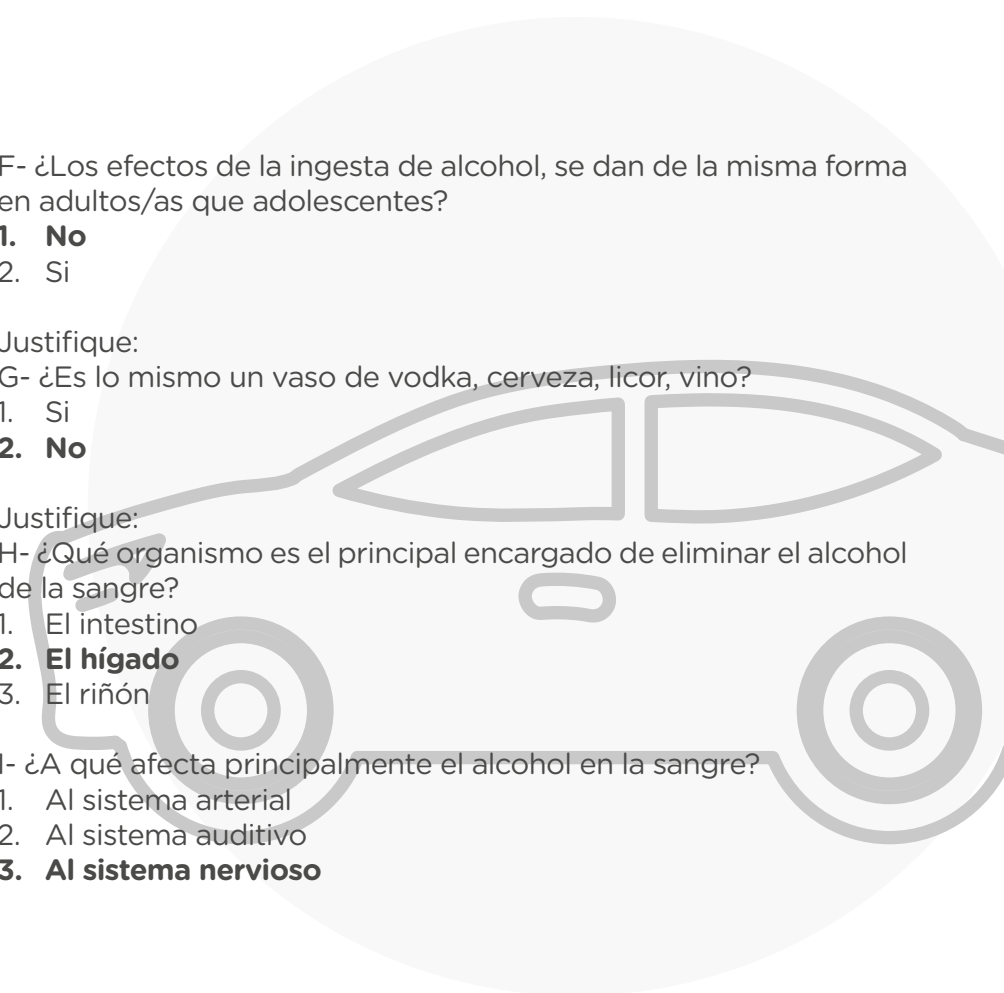 F- ¿Los efectos de la ingesta de alcohol, se dan de la misma forma
en adultos/as que adolescentes?
1. No
2. Si
Justifique:
G- ¿Es lo mismo un vaso de vodka, cerveza, licor, vino?
1. Si
2. No
Justifique:
H- ¿Qué organismo es el principal encargado de eliminar el alcohol
de la sangre?
1. El intestino
2. El hígado
3. El riñón
I- ¿A qué afecta principalmente el alcohol en la sangre?
1. Al sistema arterial
2. Al sistema auditivo
3. Al sistema nervioso